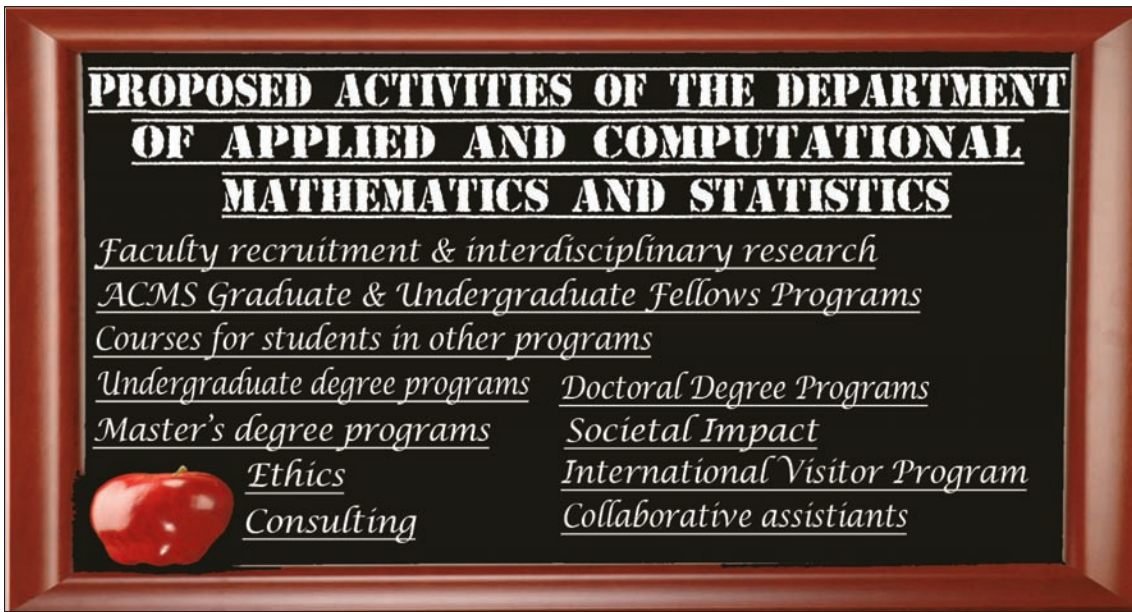 PROPOSED ACTIVITIES OF THE DEPARTMENT
OF APPLIED AND COMPUTATIONAL
MATHEMATICS AND STATISTICS
Faculty recruitment & interdisciplinary research
ACMS Graduate & Undergraduate Fellows Programs
Courses for students in other programs
Undergraduate degree programs
Doctoral Degree Programs
Master's degree programs
Societal Impact
Ethics
International Visitor Program
Consulting
Collaborative assistiants